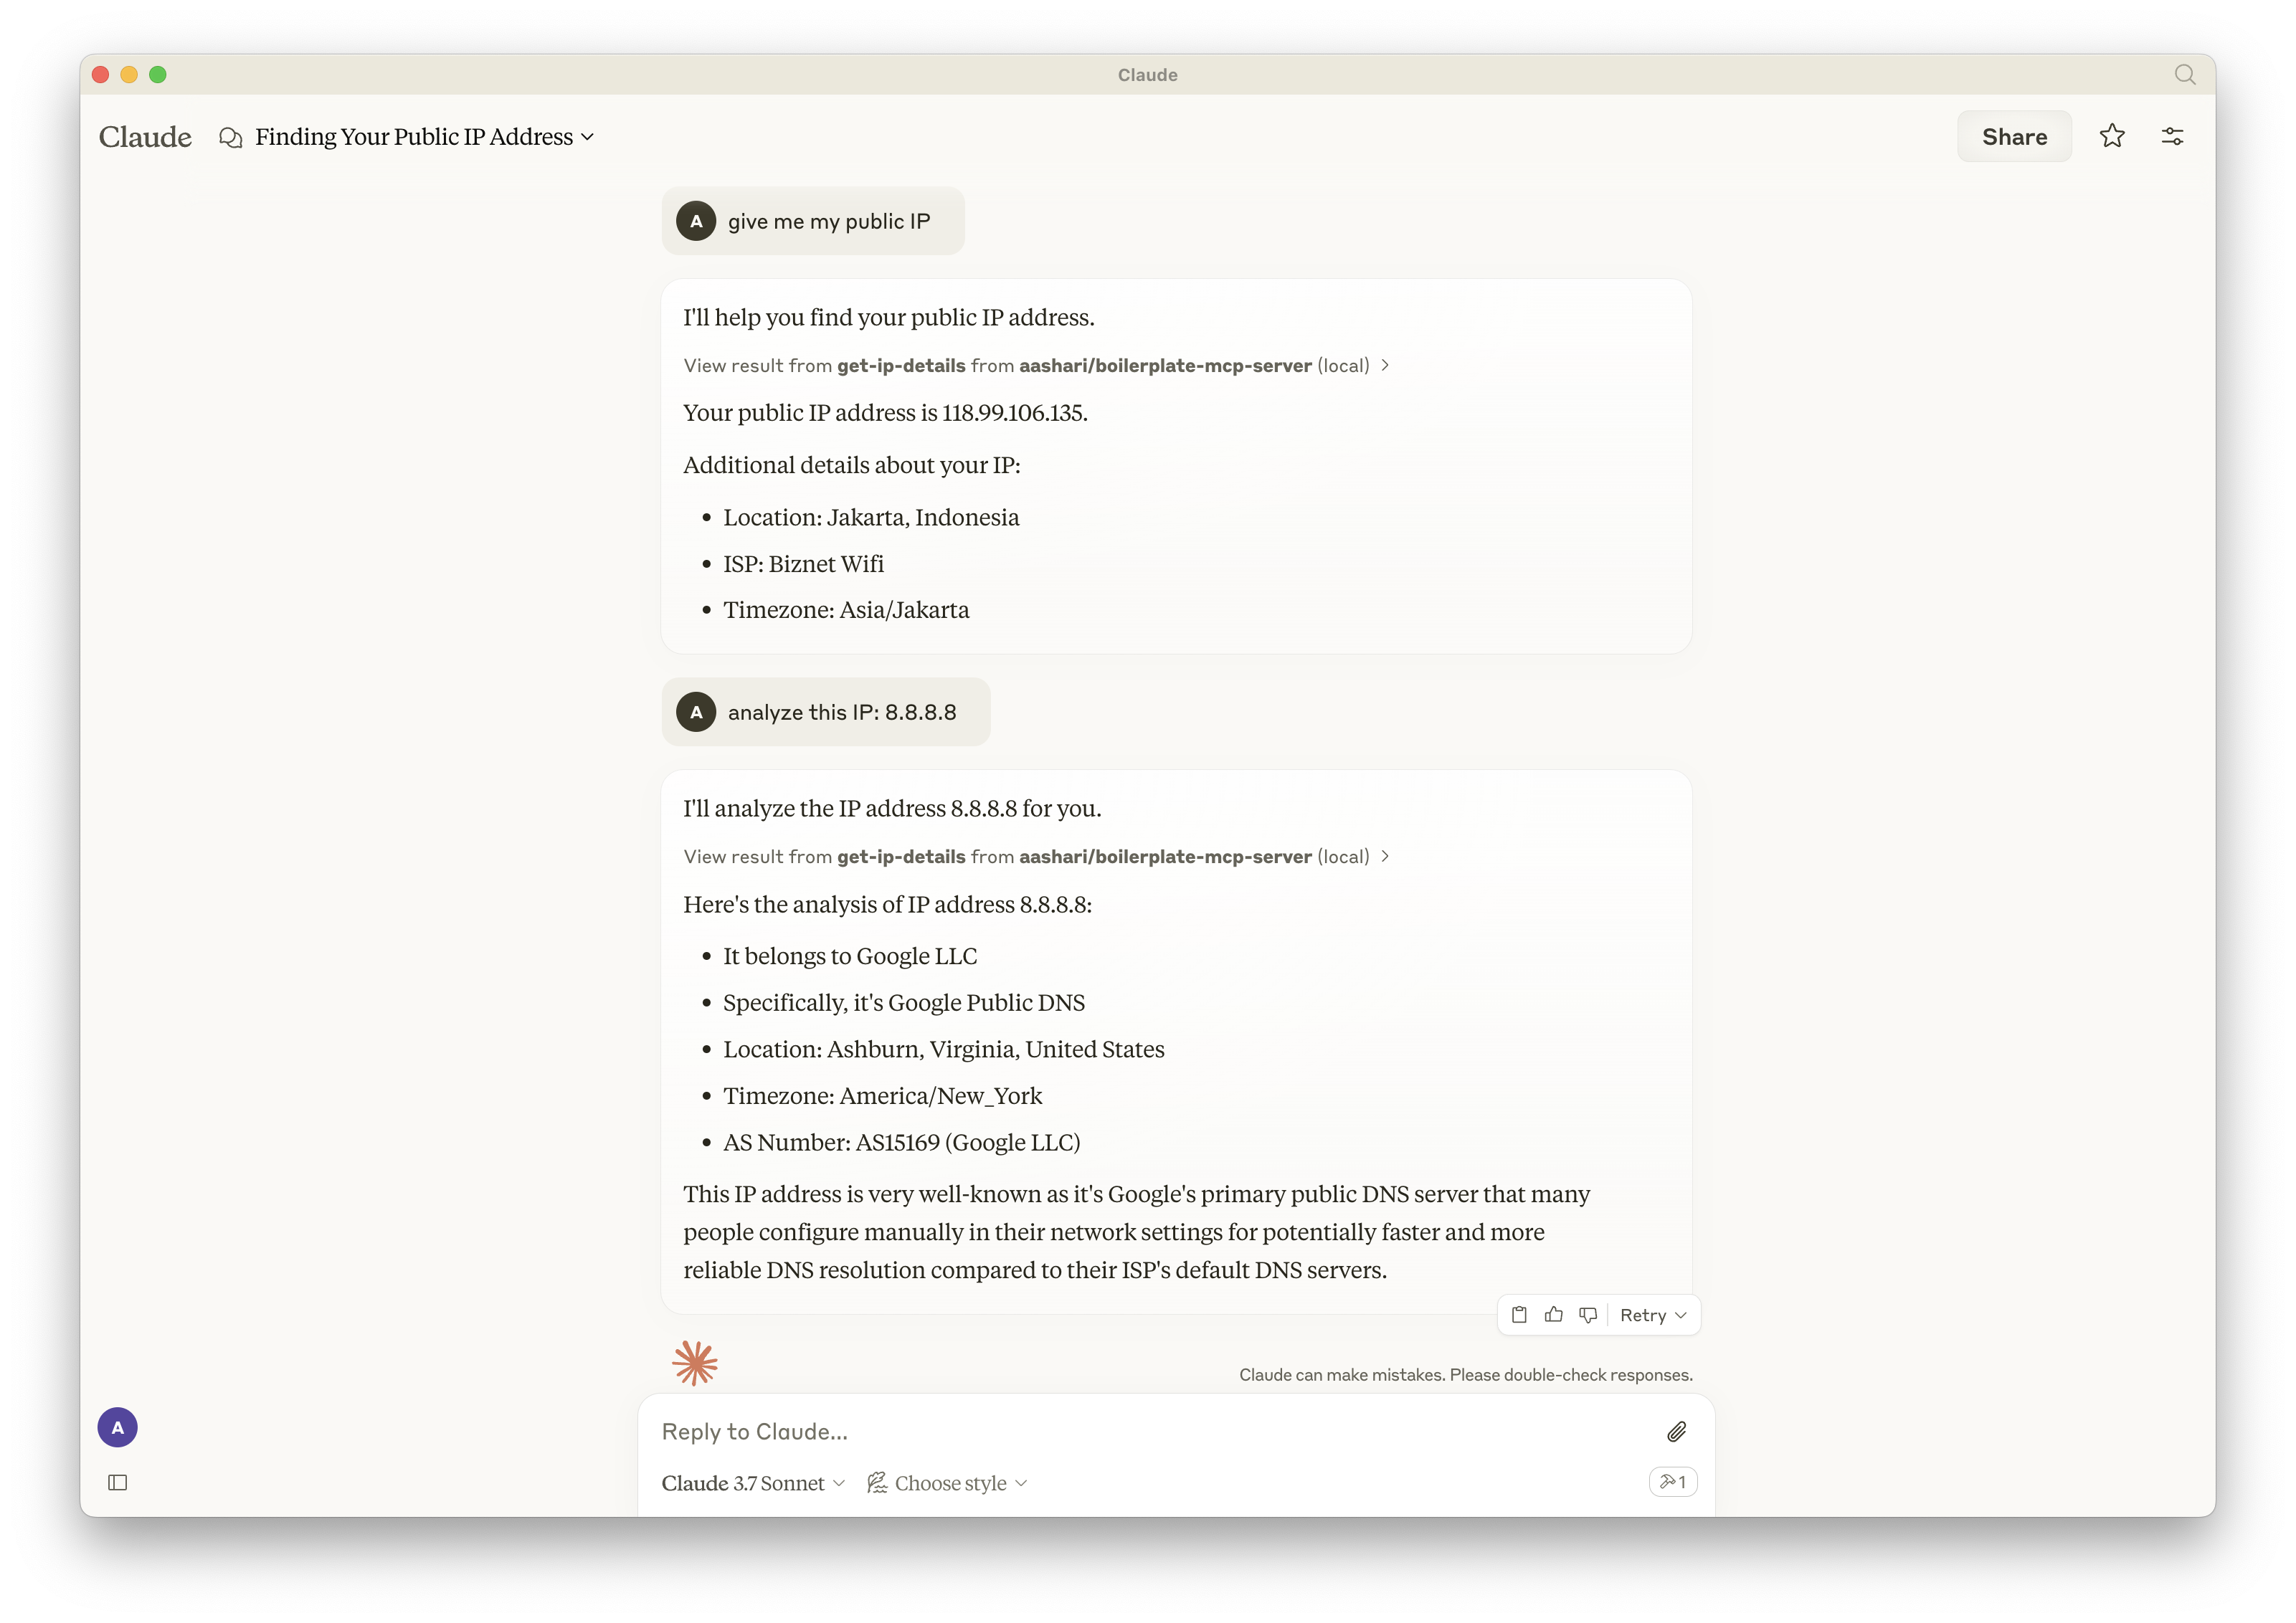 Claude
Claude Finding Your Public IP Address Share
A give me my public IP
I'll help you find your public IP address.
View result from get-ip-details from aashari/boilerplate-mcp-server (local)
Your public IP address is 118.99.106.135.
Additional details about your IP:
• Location: Jakarta, Indonesia
• ISP: Biznet Wifi
• Timezone: Asia/Jakarta
A analyze this IP: 8.8.8.8
I'll analyze the IP address 8.8.8.8 for you.
View result from get-ip-details from aashari/boilerplate-mcp-server (local)
Here's the analysis of IP address 8.8.8.8:
• It belongs to Google LLC
• Specifically, it's Google Public DNS
• Location: Ashburn, Virginia, United States
• Timezone: America/New_York
• AS Number: AS15169 (Google LLC)
This IP address is very well-known as it's Google's primary public DNS server that many
people configure manually in their network settings for potentially faster and more
reliable DNS resolution compared to their ISP's default DNS servers.
Retry
Claude can make mistakes. Please double-check responses.
A
Reply to Claude...
Claude 3.7 Sonnet Choose style 1